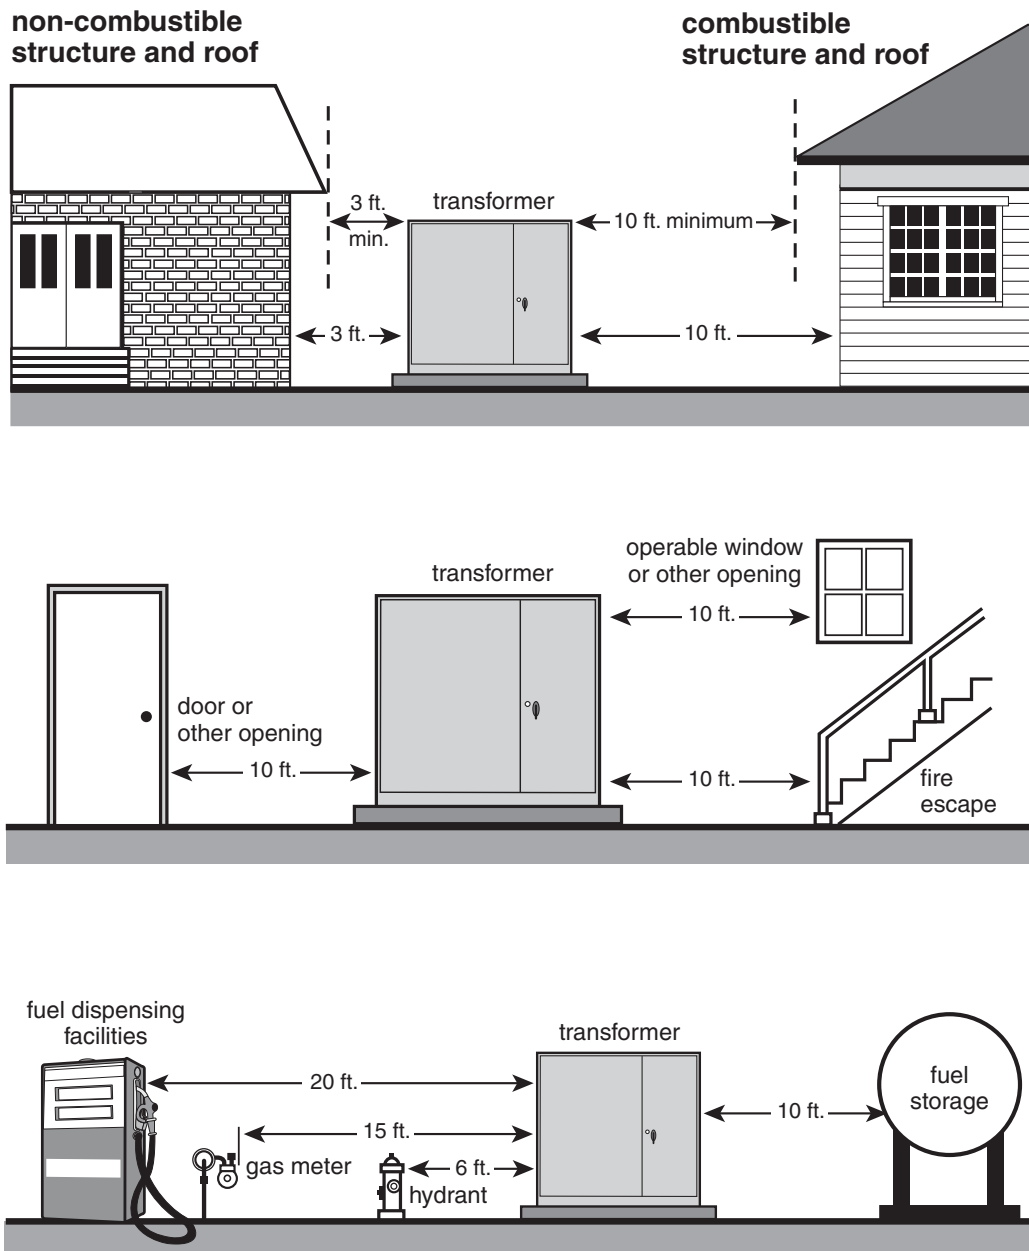 non-combustible
structure and roof
combustible
structure and roof
3 ft.
min.
transformer
10 ft. minimum
3 ft.
10 ft.
transformer
operable window
or other opening
10 ft.
door or
other opening
10 ft.
10 ft.
fire
escape
fuel dispensing
facilities
transformer
20 ft.
fuel
storage
10 ft.
15 ft.
gas meter
6 ft.
hydrant